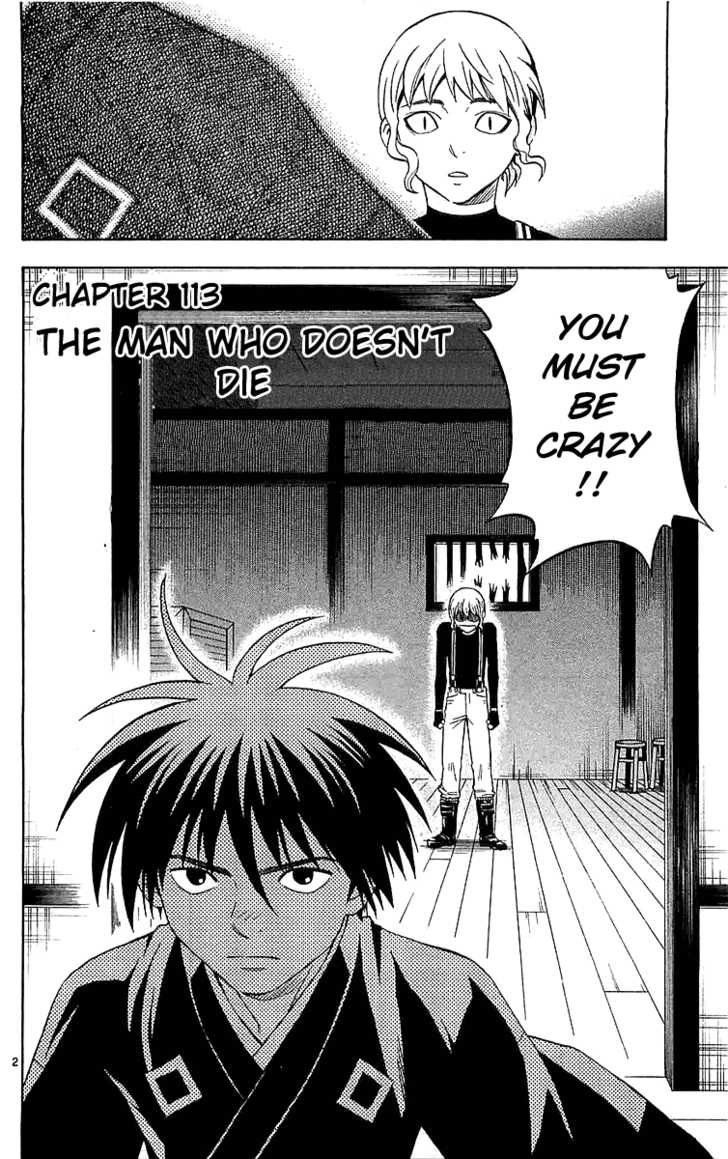 CHAPTER 113
THE MAN WHO DOESN'T
DIE
YOU
MUST
BE
CRAZY
!!
2